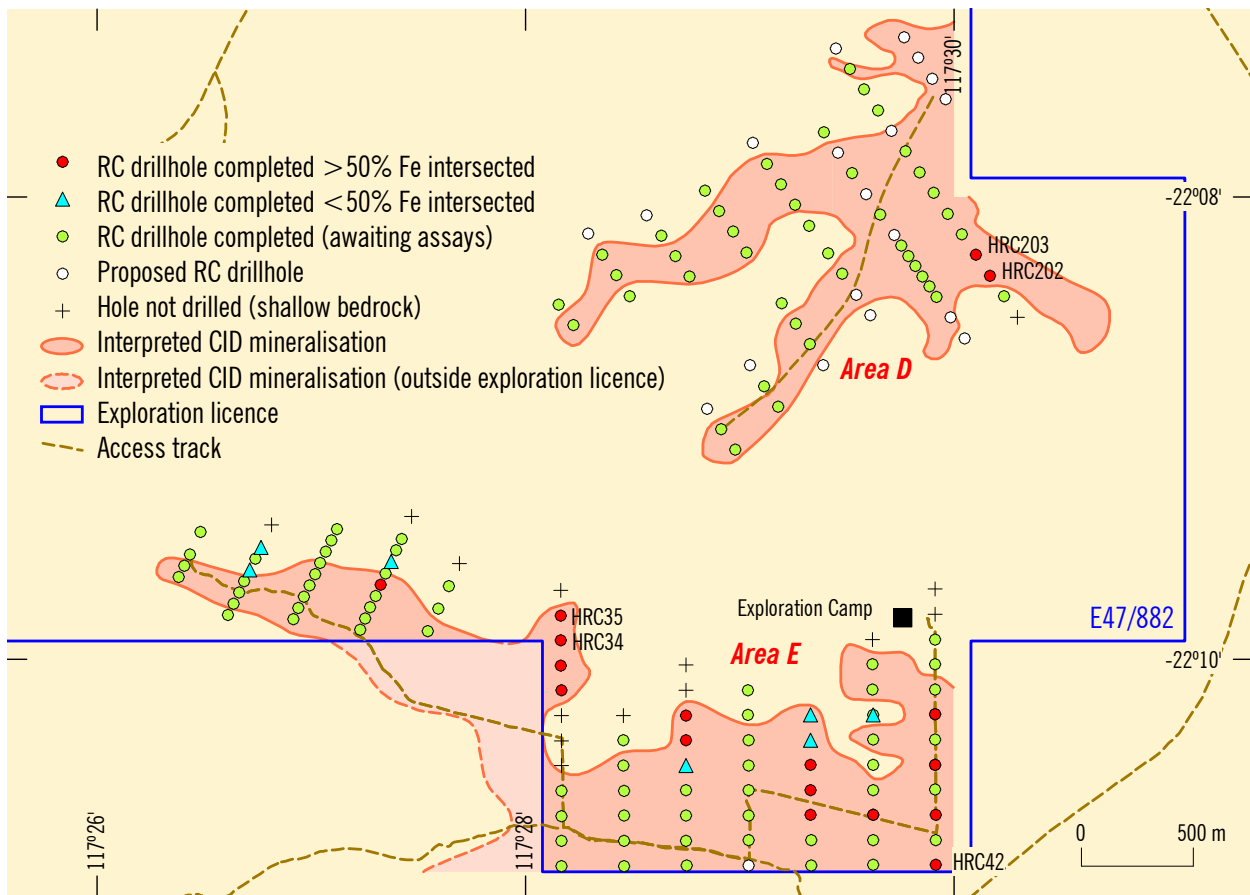 117°30'
RC drillhole completed >50% Fe intersected
RC drillhole completed <50% Fe intersected
RC drillhole completed (awaiting assays)
Proposed RC drillhole
Hole not drilled (shallow bedrock)
Interpreted CID mineralisation
Interpreted CID mineralisation (outside exploration licence)
Exploration licence
Access track
-22°08'
HRC203
HRC202
Area D
HRC35
HRC34
Exploration Camp
E47/882
Area E
-22°10'
117°26'
117°28'
0 500 m
HRC42